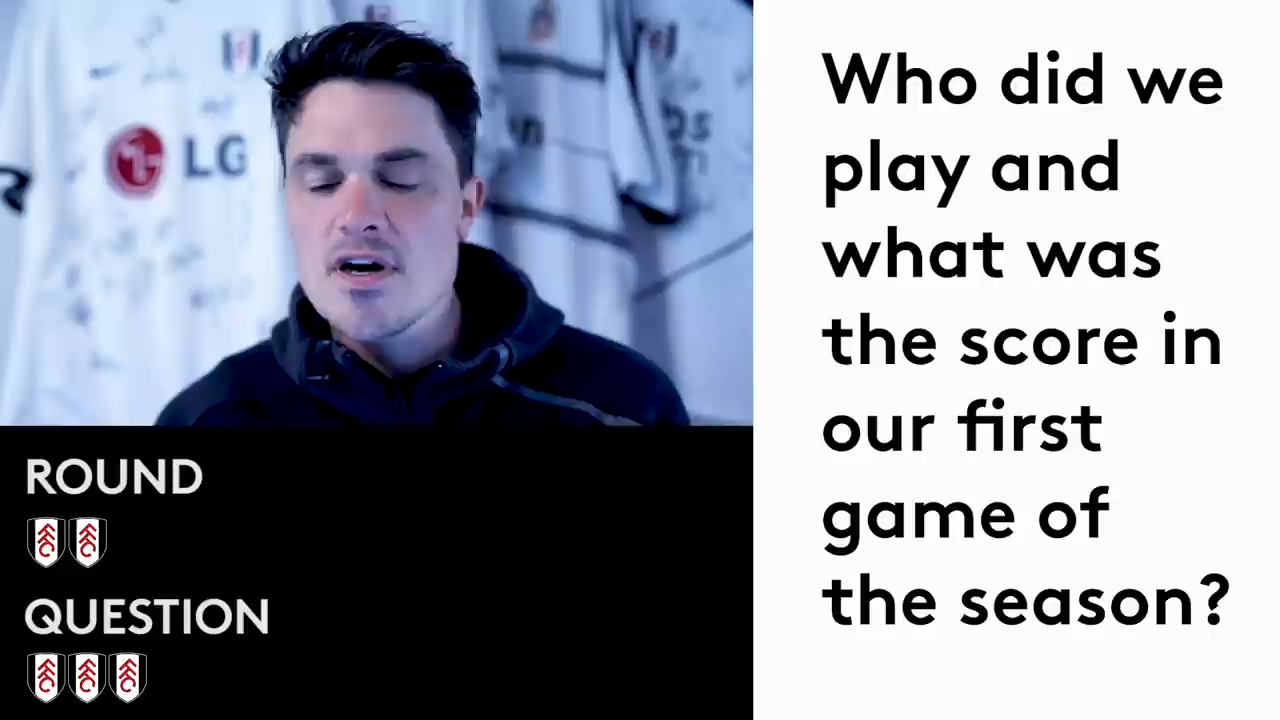 LG
Who did we
play and
what was
the score in
our first
game of
the season?
ROUND
QUESTION